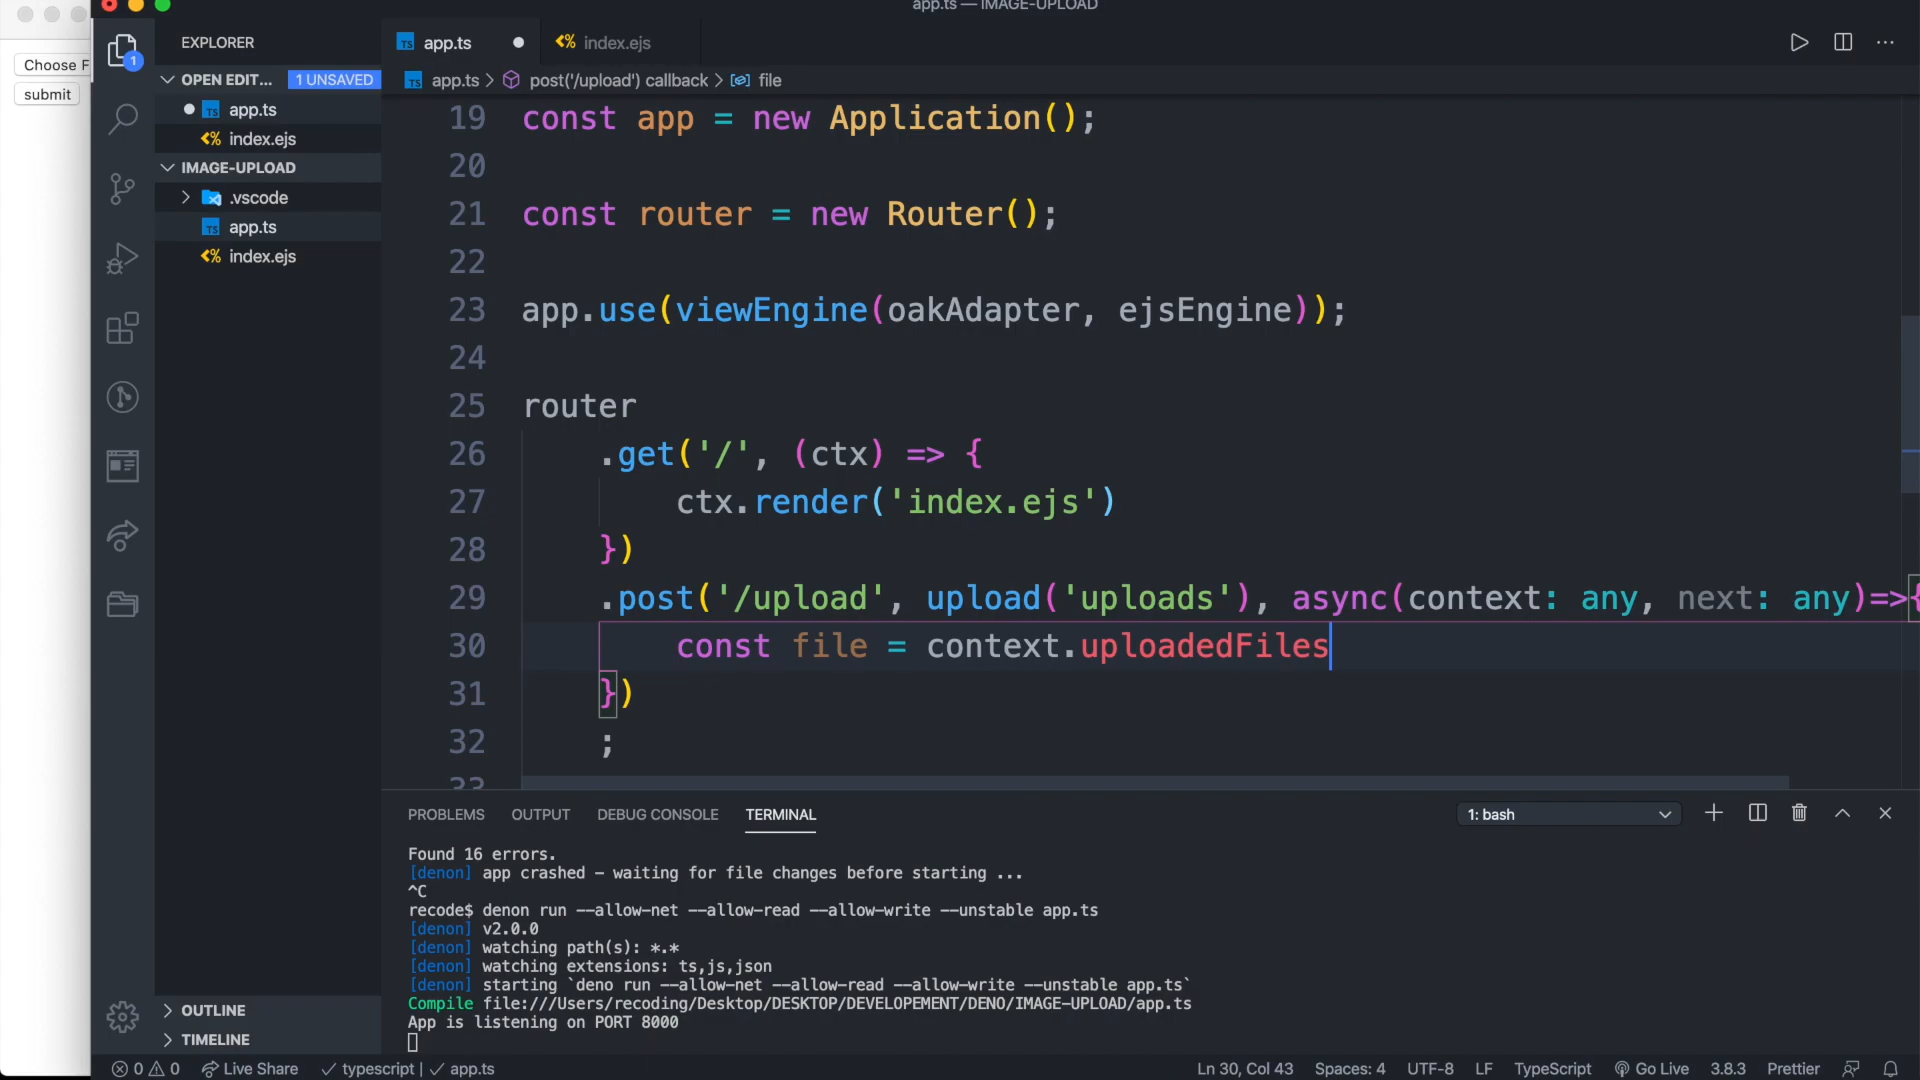 app.ts — IMAGE-UPLOAD
Choose F
submit
1
EXPLORER
OPEN EDIT... 1 UNSAVED
app.ts
index.ejs
IMAGE-UPLOAD
.vscode
app.ts
index.ejs
OUTLINE
TIMELINE
TS app.ts
index.ejs
TS app.ts > post('/upload') callback > file
19 const app = new Application();
20
21 const router = new Router();
22
23 app.use(viewEngine(oakAdapter, ejsEngine));
24
25 router
26 .get('/', (ctx) => {
27 ctx.render('index.ejs')
28 })
29 .post('/upload', upload('uploads'), async(context: any, next: any)=>{
30 const file = context.uploadedFiles
31 })
32 ;
33
PROBLEMS OUTPUT DEBUG CONSOLE TERMINAL 1: bash
Found 16 errors.
[denon] app crashed – waiting for file changes before starting ...
^C
recode$ denon run --allow-net --allow-read --allow-write --unstable app.ts
[denon] v2.0.0
[denon] watching path(s): *.*
[denon] watching extensions: ts,js,json
[denon] starting `deno run --allow-net --allow-read --allow-write --unstable app.ts`
Compile file:///Users/recoding/Desktop/DESKTOP/DEVELOPEMENT/DENO/IMAGE-UPLOAD/app.ts
App is listening on PORT 8000
0 0 Live Share typescript | app.ts Ln 30, Col 43 Spaces: 4 UTF-8 LF TypeScript Go Live 3.8.3 Prettier